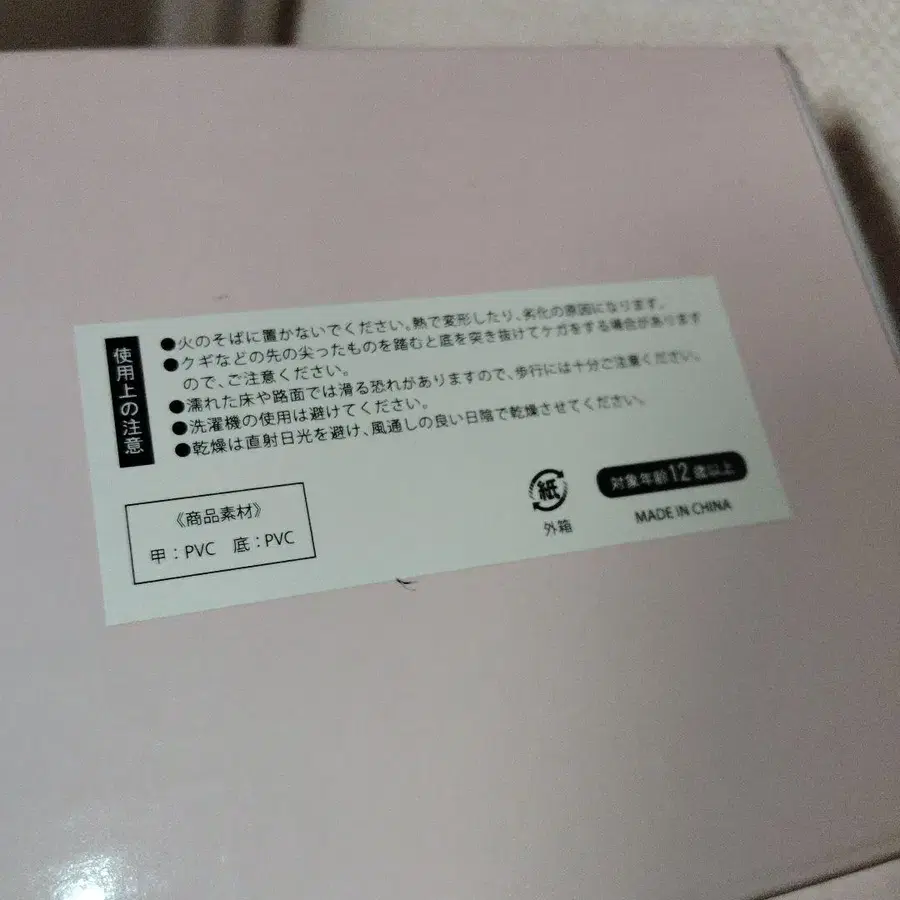 使用上の注意
●火のそばに置かないでください。熱で変形したり、劣化の原因になります。
●クギなどの先の尖ったものを踏むと底を突き抜けてケガをする場合があります
ので、ご注意ください。
●濡れた床や路面では滑る恐れがありますので、歩行には十分ご注意ください。
●洗濯機の使用は避けてください。
●乾燥は直射日光を避け、風通しの良い日陰で乾燥させてください。
《商品素材》
甲：PVC 底：PVC
紙
外箱
対象年齢12歳以上
MADE IN CHINA